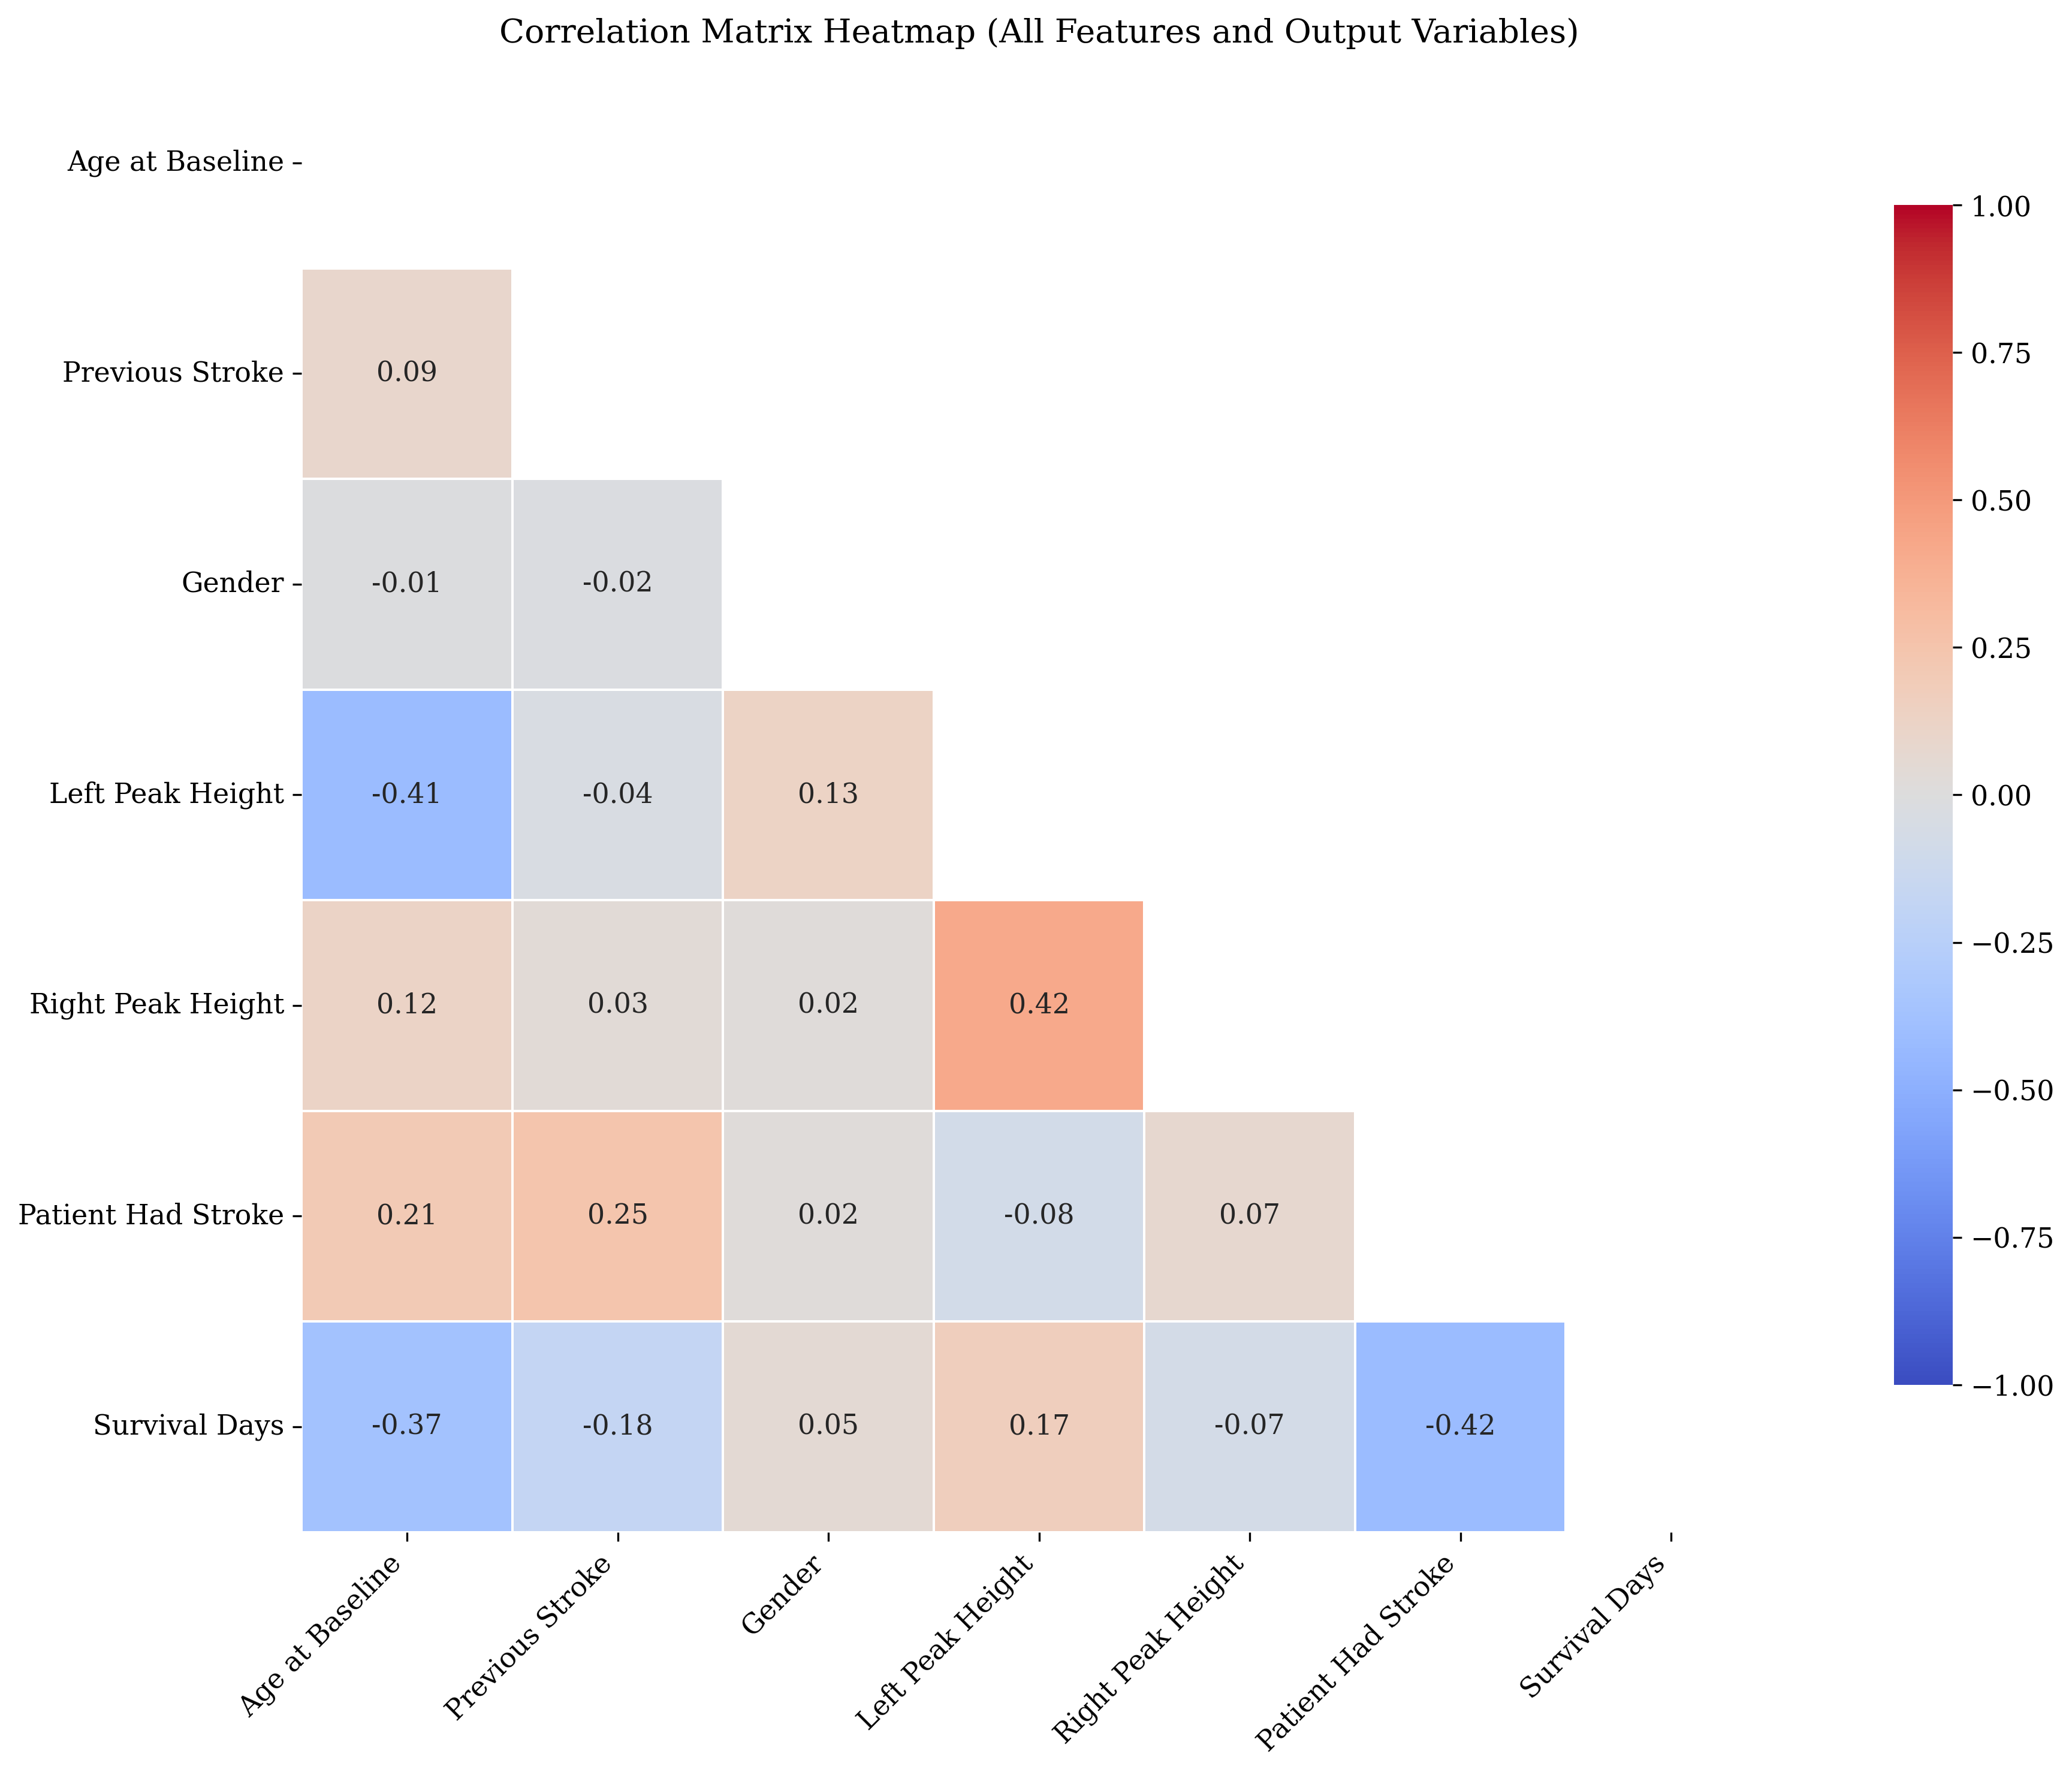 Correlation Matrix Heatmap (All Features and Output Variables)
Age at Baseline
1.00
Previous Stroke 0.09
0.75
0.50
Gender -0.01 -0.02
0.25
Left Peak Height -0.41 -0.04 0.13
0.00
−0.25
Right Peak Height 0.12 0.03 0.02 0.42
−0.50
Patient Had Stroke 0.21 0.25 0.02 -0.08 0.07
−0.75
−1.00
Survival Days -0.37 -0.18 0.05 0.17 -0.07 -0.42
Age at Baseline
Previous Stroke
Gender
Left Peak Height
Right Peak Height
Patient Had Stroke
Survival Days